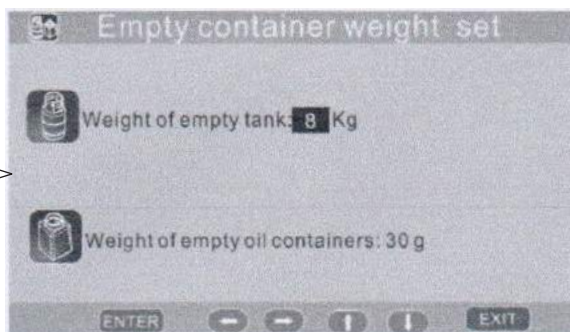 Empty container weight set
Weight of empty tank: 8 Kg
Weight of empty oil containers: 30 g
ENTER EXIT